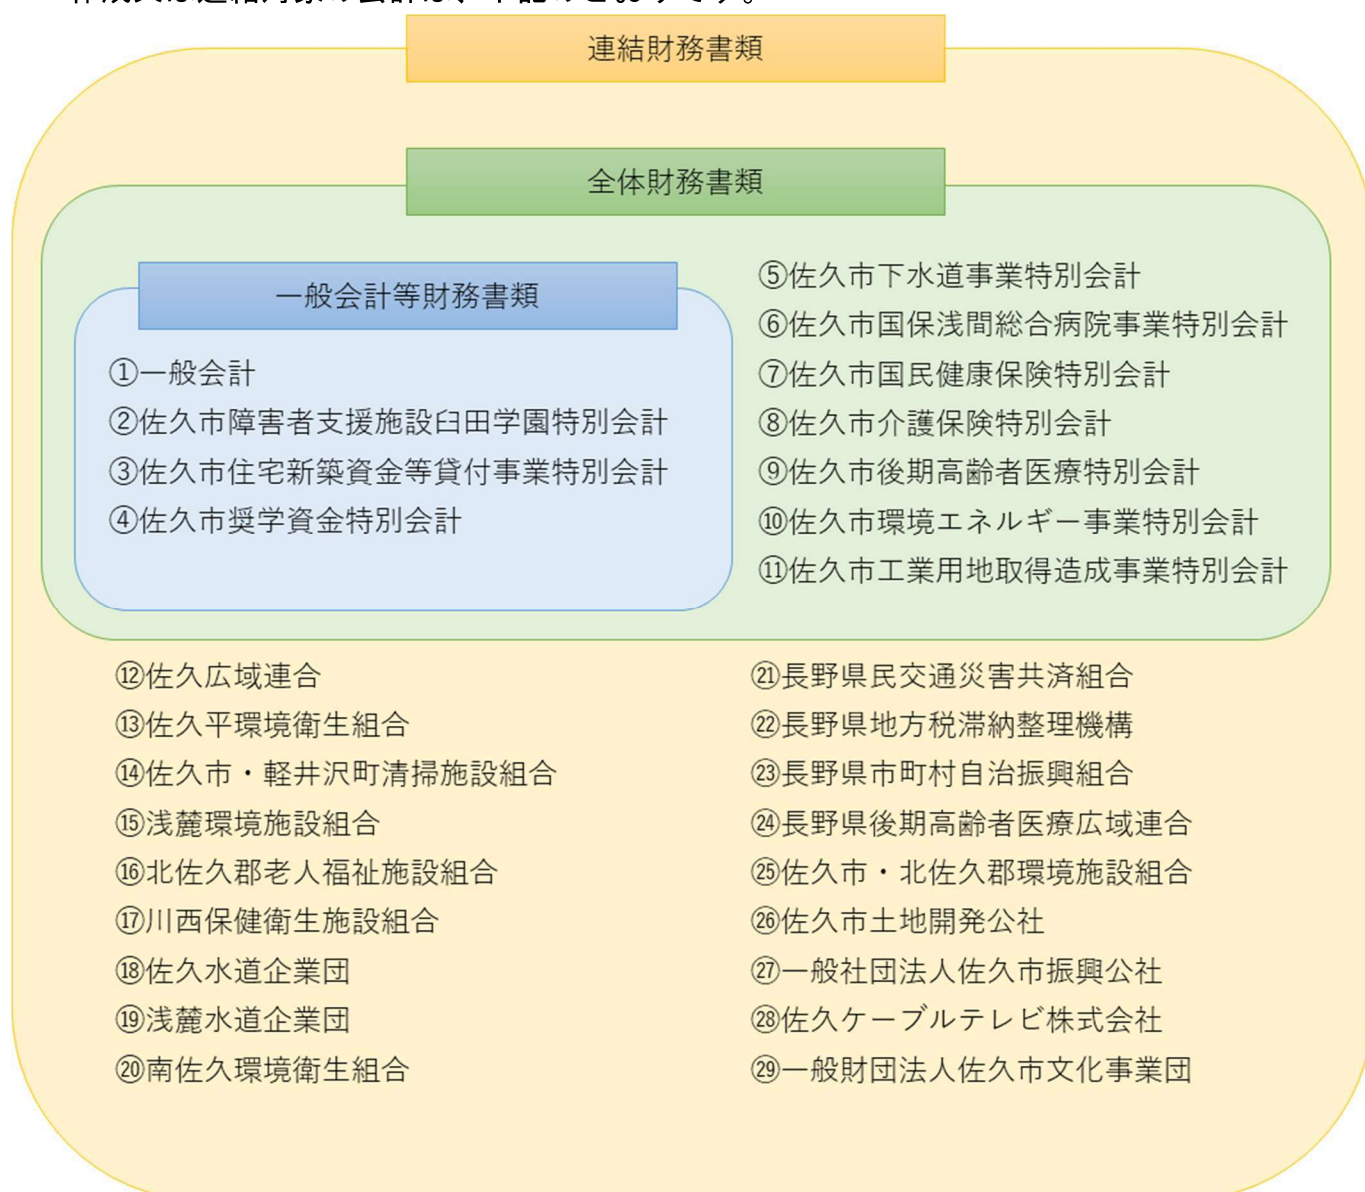 作成又は連結対象の会計は、下記のとおりです。
連結財務書類
全体財務書類
一般会計等財務書類
①一般会計
②佐久市障害者支援施設臼田学園特別会計
③佐久市住宅新築資金等貸付事業特別会計
④佐久市奨学資金特別会計
⑤佐久市下水道事業特別会計
⑥佐久市国保浅間総合病院事業特別会計
⑦佐久市国民健康保険特別会計
⑧佐久市介護保険特別会計
⑨佐久市後期高齢者医療特別会計
⑩佐久市環境エネルギー事業特別会計
⑪佐久市工業用地取得造成事業特別会計
⑫佐久広域連合
⑬佐久平環境衛生組合
⑭佐久市・軽井沢町清掃施設組合
⑮浅麓環境施設組合
⑯北佐久郡老人福祉施設組合
⑰川西保健衛生施設組合
⑱佐久水道企業団
⑲浅麓水道企業団
⑳南佐久環境衛生組合
㉑長野県民交通災害共済組合
㉒長野県地方税滞納整理機構
㉓長野県市町村自治振興組合
㉔長野県後期高齢者医療広域連合
㉕佐久市・北佐久郡環境施設組合
㉖佐久市土地開発公社
㉗一般社団法人佐久市振興公社
㉘佐久ケーブルテレビ株式会社
㉙一般財団法人佐久市文化事業団